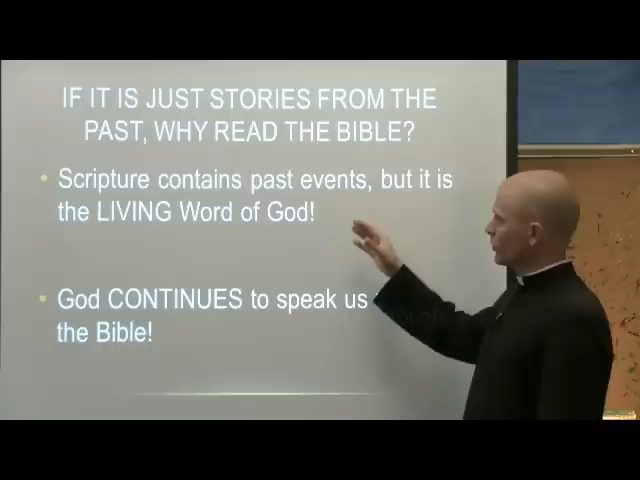 IF IT IS JUST STORIES FROM THE
PAST, WHY READ THE BIBLE?
• Scripture contains past events, but it is
the LIVING Word of God!
• God CONTINUES to speak us through
the Bible!